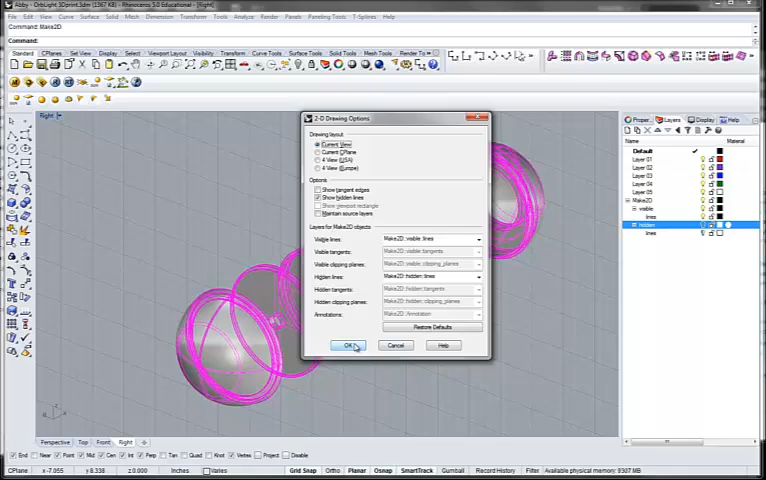 Abby - OrbLight 3Dprint.3dm (1367 KB) - Rhinoceros 5.0 Educational - [Right]
File Edit View Curve Surface Solid Mesh Dimension Transform Tools Analyze Render Panels Paneling Tools T-Splines Help
Command: Make2D
Command:
Standard CPlanes Set View Display Select Viewport Layout Visibility Transform Curve Tools Surface Tools Solid Tools Mesh Tools Render To
Right
2-D Drawing Options
Drawing layout
Current View
Current CPlane
4 View (USA)
4 View (Europe)
Options
Show tangent edges
Show hidden lines
Show viewport rectangle
Maintain source layers
Layers for Make2D objects
Visible lines: Make2D::visible::lines
Visible tangents: Make2D::visible::tangents
Visible clipping planes: Make2D::visible::clipping_planes
Hidden lines: Make2D::hidden::lines
Hidden tangents: Make2D::hidden::tangents
Hidden clipping planes: Make2D::hidden::clipping_planes
Annotations: Make2D::Annotation
Restore Defaults
OK Cancel Help
Proper... Layers Display Help
Name Material
Default
Layer 01
Layer 02
Layer 03
Layer 04
Layer 05
Make2D
visible
lines
hidden
lines
Perspective Top Front Right
End Near Point Mid Cen Int Perp Tan Quad Knot Vertex Project Disable
CPlane x -7.055 y 8.338 z 0.000 Inches Varies Grid Snap Ortho Planar Osnap SmartTrack Gumball Record History Filter Available physical memory: 9307 MB